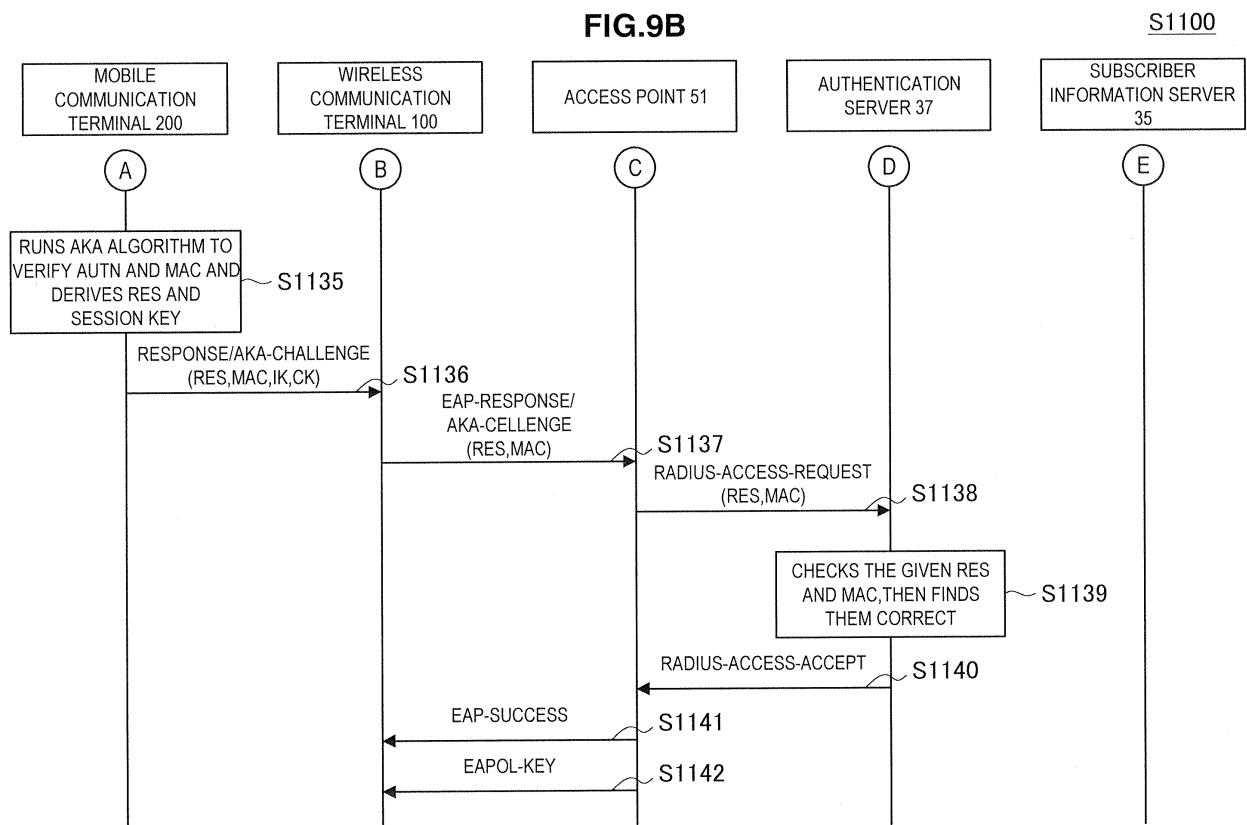 FIG.9B
S1100
MOBILE
COMMUNICATION
TERMINAL 200
WIRELESS
COMMUNICATION
TERMINAL 100
ACCESS POINT 51
AUTHENTICATION
SERVER 37
SUBSCRIBER
INFORMATION SERVER
35
A
B
C
D
E
RUNS AKA ALGORITHM TO
VERIFY AUTN AND MAC AND
DERIVES RES AND
SESSION KEY
S1135
RESPONSE/AKA-CHALLENGE
(RES,MAC,IK,CK)
S1136
EAP-RESPONSE/
AKA-CELLENGE
(RES,MAC)
S1137
RADIUS-ACCESS-REQUEST
(RES,MAC)
S1138
CHECKS THE GIVEN RES
AND MAC,THEN FINDS
THEM CORRECT
S1139
RADIUS-ACCESS-ACCEPT
S1140
EAP-SUCCESS
S1141
EAPOL-KEY
S1142